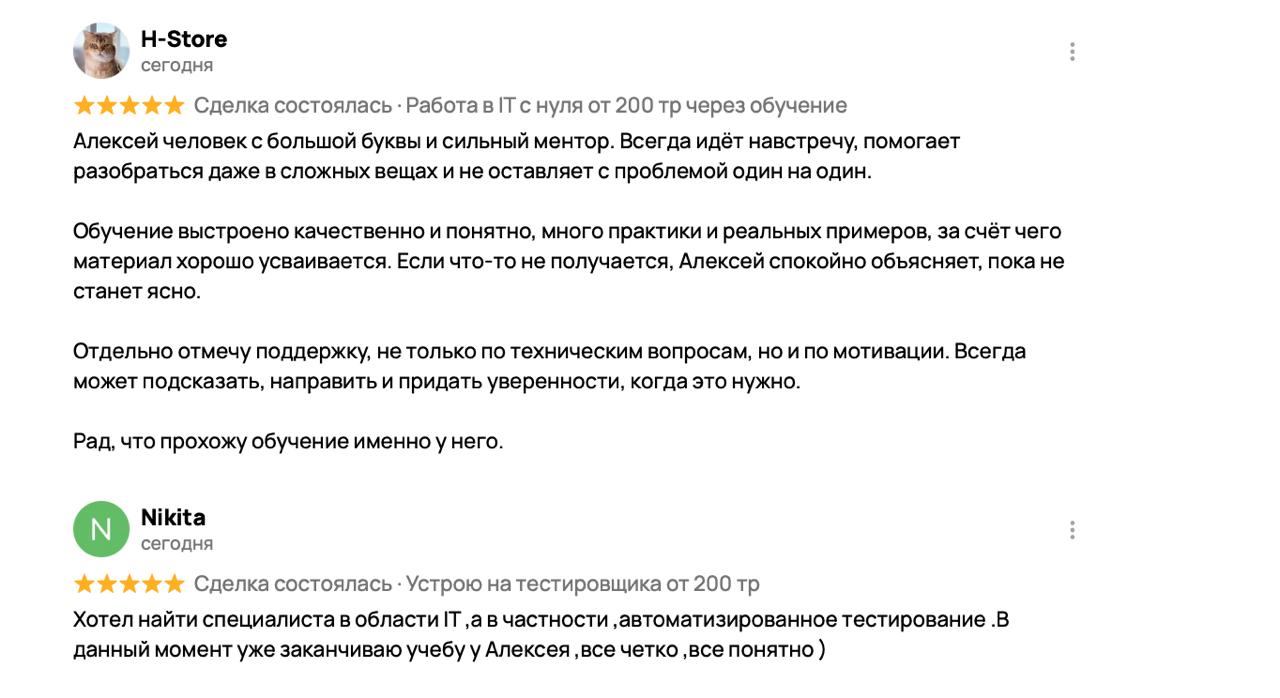 H-Store
сегодня
Сделка состоялась · Работа в IT с нуля от 200 тр через обучение
Алексей человек с большой буквы и сильный ментор. Всегда идёт навстречу, помогает
разобраться даже в сложных вещах и не оставляет с проблемой один на один.
Обучение выстроено качественно и понятно, много практики и реальных примеров, за счёт чего
материал хорошо усваивается. Если что-то не получается, Алексей спокойно объясняет, пока не
станет ясно.
Отдельно отмечу поддержку, не только по техническим вопросам, но и по мотивации. Всегда
может подсказать, направить и придать уверенности, когда это нужно.
Рад, что прохожу обучение именно у него.
N
Nikita
сегодня
Сделка состоялась · Устрою на тестировщика от 200 тр
Хотел найти специалиста в области IT ,а в частности ,автоматизированное тестирование .В
данный момент уже заканчиваю учебу у Алексея ,все четко ,все понятно )